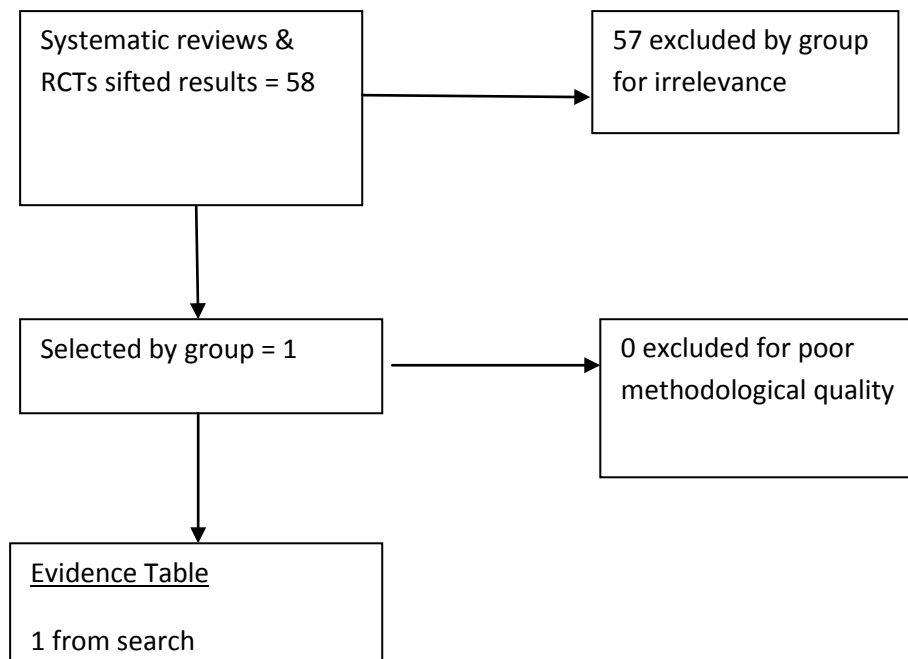 Systematic reviews &
RCTs sifted results = 58
57 excluded by group
for irrelevance
Selected by group = 1
0 excluded for poor
methodological quality
Evidence Table
1 from search